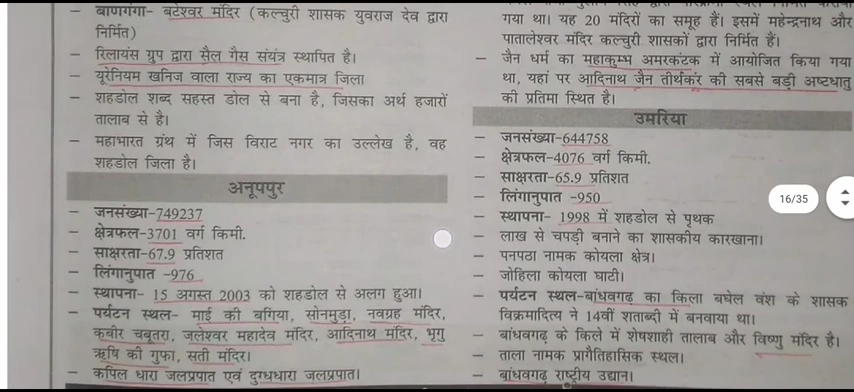 – बाणगंगा- बटेश्वर मंदिर (कल्चुरी शासक युवराज देव द्वारा
निर्मित)
– रिलायंस ग्रुप द्वारा सैल गैस संयंत्र स्थापित है।
– यूरेनियम खनिज वाला राज्य का एकमात्र जिला
– शहडोल शब्द सहस्त डोल से बना है, जिसका अर्थ हजारों
तालाब से है।
– महाभारत ग्रंथ में जिस विराट नगर का उल्लेख है, वह
शहडोल जिला है।
अनूपपुर
– जनसंख्या-749237
– क्षेत्रफल-3701 वर्ग किमी.
– साक्षरता-67.9 प्रतिशत
– लिंगानुपात -976
– स्थापना- 15 अगस्त 2003 को शहडोल से अलग हुआ।
– पर्यटन स्थल- माई की बगिया, सोनमुड़ा, नवग्रह मंदिर,
कबीर चबूतरा, जलेश्वर महादेव मंदिर, आदिनाथ मंदिर, भृगु
ऋषि की गुफा, सती मंदिर।
– कपिल धारा जलप्रपात एवं दुग्धधारा जलप्रपात।
गया था। यह 20 मंदिरों का समूह हैं। इसमें महेन्द्रनाथ और
पातालेश्वर मंदिर कल्चुरी शासकों द्वारा निर्मित हैं।
– जैन धर्म का महाकुम्भ अमरकंटक में आयोजित किया गया
था, यहां पर आदिनाथ जैन तीर्थकंर की सबसे बड़ी अष्टधातु
की प्रतिमा स्थित है।
उमरिया
– जनसंख्या-644758
– क्षेत्रफल-4076 वर्ग किमी.
– साक्षरता-65.9 प्रतिशत
– लिंगानुपात -950
– स्थापना- 1998 में शहडोल से पृथक
– लाख से चपड़ी बनाने का शासकीय कारखाना।
– पनपठा नामक कोयला क्षेत्र।
– जोहिला कोयला घाटी।
– पर्यटन स्थल-बांधवगढ़ का किला बघेल वंश के शासक
विक्रमादित्य ने 14वीं शताब्दी में बनवाया था।
– बांधवगढ़ के किले में शेषशाही तालाब और विष्णु मंदिर है।
– ताला नामक प्रागैतिहासिक स्थल।
– बांधवगढ़ राष्ट्रीय उद्यान।
16/35